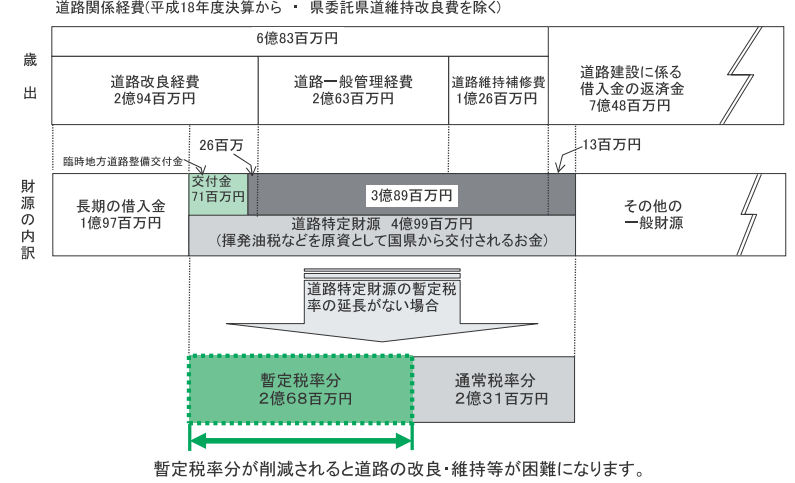 道路関係経費(平成18年度決算から ・ 県委託県道維持改良費を除く)
歳出
6億83百万円
道路改良経費
2億94百万円
道路一般管理経費
2億63百万円
道路維持補修費
1億26百万円
道路建設に係る
借入金の返済金
7億48百万円
26百万
13百万円
臨時地方道路整備交付金
財源の内訳
長期の借入金
1億97百万円
交付金
71百万円
3億89百万円
道路特定財源 4億99百万円
(揮発油税などを原資として国県から交付されるお金)
その他の
一般財源
道路特定財源の暫定税
率の延長がない場合
暫定税率分
2億68百万円
通常税率分
2億31百万円
暫定税率分が削減されると道路の改良・維持等が困難になります。